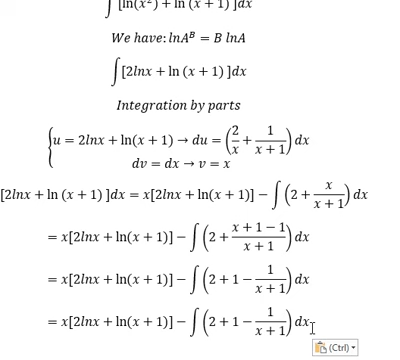 ∫ [ln(x²) + ln (x + 1) ]dx
We have: lnAᴮ = B lnA
∫ [2lnx + ln (x + 1) ]dx
Integration by parts
{ u = 2lnx + ln(x + 1) → du = (2/x + 1/(x + 1)) dx
dv = dx → v = x
[2lnx + ln (x + 1) ]dx = x[2lnx + ln(x + 1)] − ∫ (2 + x/(x + 1)) dx
= x[2lnx + ln(x + 1)] − ∫ (2 + (x + 1 − 1)/(x + 1)) dx
= x[2lnx + ln(x + 1)] − ∫ (2 + 1 − 1/(x + 1)) dx
= x[2lnx + ln(x + 1)] − ∫ (2 + 1 − 1/(x + 1)) dx
(Ctrl)